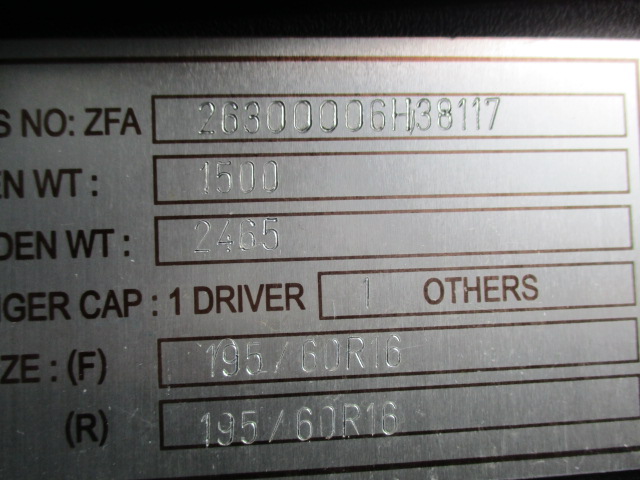 S NO: ZFA 26300006H38117
EN WT : 1500
DEN WT : 2465
NGER CAP : 1 DRIVER 1 OTHERS
ZE : (F) 195/60R16
(R) 195/60R16